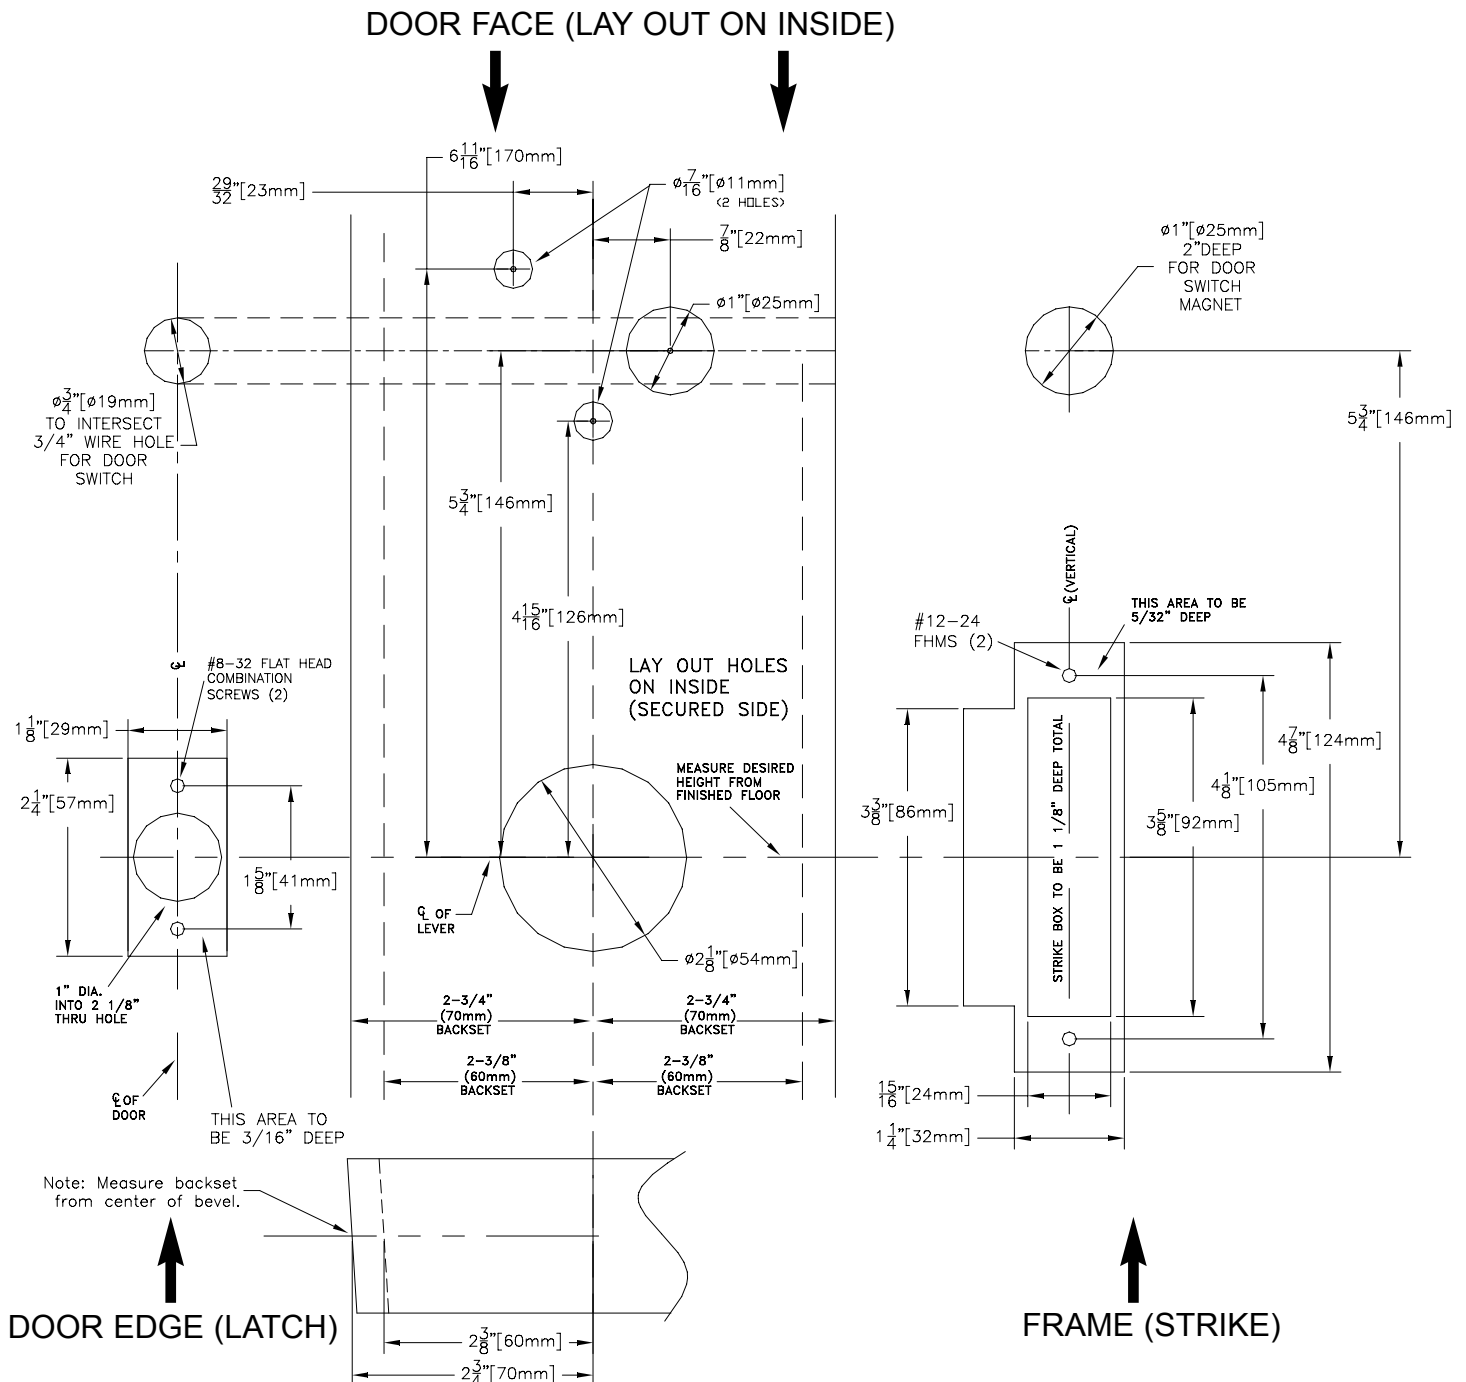 DOOR FACE (LAY OUT ON INSIDE)
6 11/16"[170mm]
29/32"[23mm]
ø7/16"[ø11mm]
(2 HOLES)
7/8"[22mm]
ø1"[ø25mm]
ø1"[ø25mm]
2"DEEP
FOR DOOR
SWITCH
MAGNET
ø3/4"[ø19mm]
TO INTERSECT
3/4" WIRE HOLE
FOR DOOR
SWITCH
5 3/4"[146mm]
5 3/4"[146mm]
4 15/16"[126mm]
℄
#8-32 FLAT HEAD
COMBINATION
SCREWS (2)
LAY OUT HOLES
ON INSIDE
(SECURED SIDE)
℄(VERTICAL)
THIS AREA TO BE
5/32" DEEP
#12-24
FHMS (2)
1 1/8"[29mm]
2 1/4"[57mm]
1 5/8"[41mm]
MEASURE DESIRED
HEIGHT FROM
FINISHED FLOOR
3 3/8"[86mm]
STRIKE BOX TO BE 1 1/8" DEEP TOTAL
3 5/8"[92mm]
4 1/8"[105mm]
4 7/8"[124mm]
℄ OF
LEVER
ø2 1/8"[ø54mm]
1" DIA.
INTO 2 1/8"
THRU HOLE
2-3/4"
(70mm)
BACKSET
2-3/4"
(70mm)
BACKSET
2-3/8"
(60mm)
BACKSET
2-3/8"
(60mm)
BACKSET
℄ OF
DOOR
THIS AREA TO
BE 3/16" DEEP
15/16"[24mm]
1 1/4"[32mm]
Note: Measure backset
from center of bevel.
DOOR EDGE (LATCH)
2 3/8"[60mm]
2 3/4"[70mm]
FRAME (STRIKE)